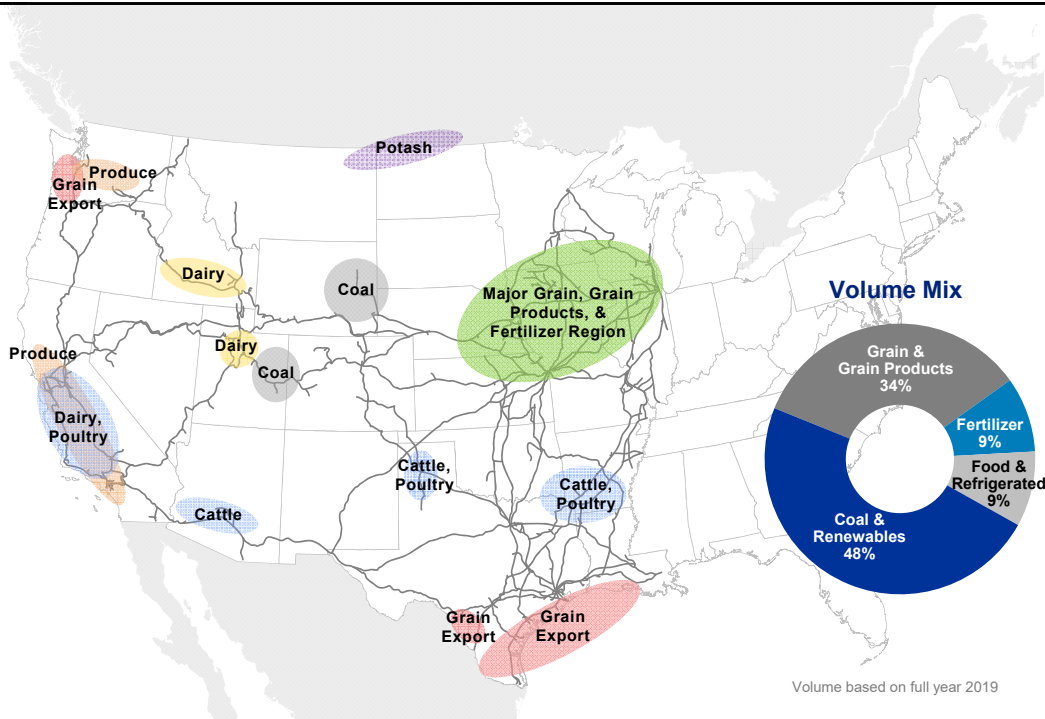 Potash
Produce
Grain
Export
Dairy
Coal
Major Grain, Grain
Products, &
Fertilizer Region
Volume Mix
Produce
Dairy
Coal
Dairy,
Poultry
Cattle,
Poultry
Cattle,
Poultry
Cattle
Grain
Export
Grain
Export
Grain &
Grain Products
34%
Fertilizer
9%
Food &
Refrigerated
9%
Coal &
Renewables
48%
Volume based on full year 2019